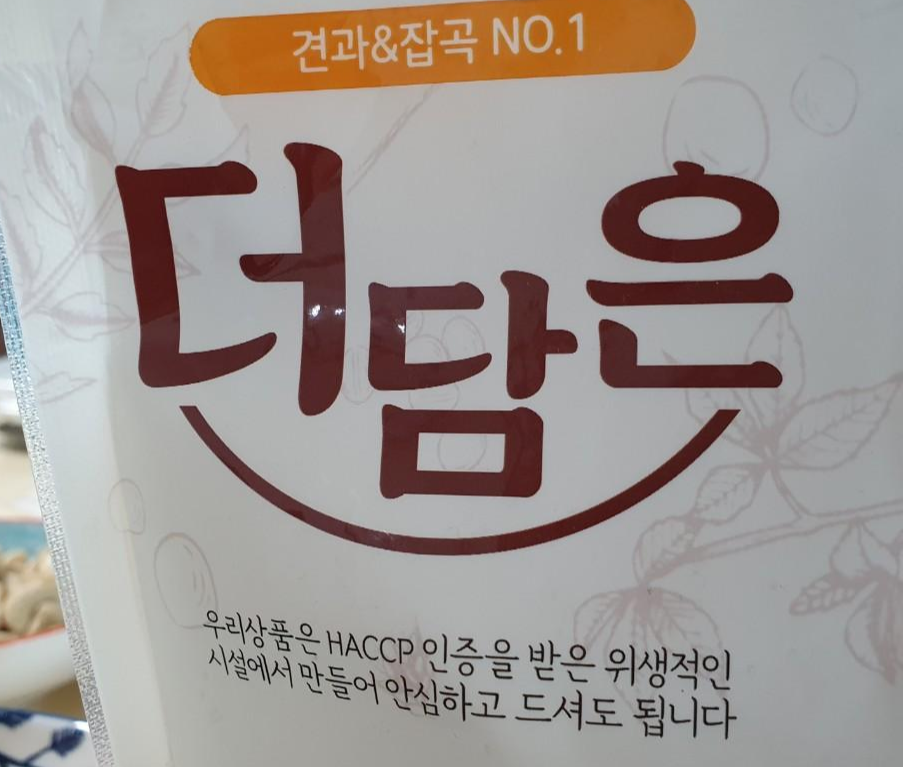 견과&잡곡 NO.1
더담은
우리상품은 HACCP 인증을 받은 위생적인
시설에서 만들어 안심하고 드셔도 됩니다